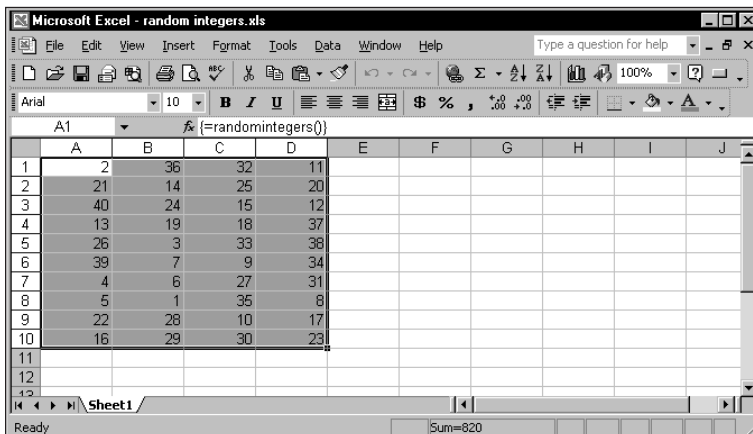 Microsoft Excel - random integers.xls
File Edit View Insert Format Tools Data Window Help Type a question for help
100%
Arial 10 B I U $ % ,
A1 fx {=randomintegers()}
A B C D E F G H I J
1 2 36 32 11
2 21 14 25 20
3 40 24 15 12
4 13 19 18 37
5 26 3 33 38
6 39 7 9 34
7 4 6 27 31
8 5 1 35 8
9 22 28 10 17
10 16 29 30 23
11
12
13
Sheet1
Ready Sum=820